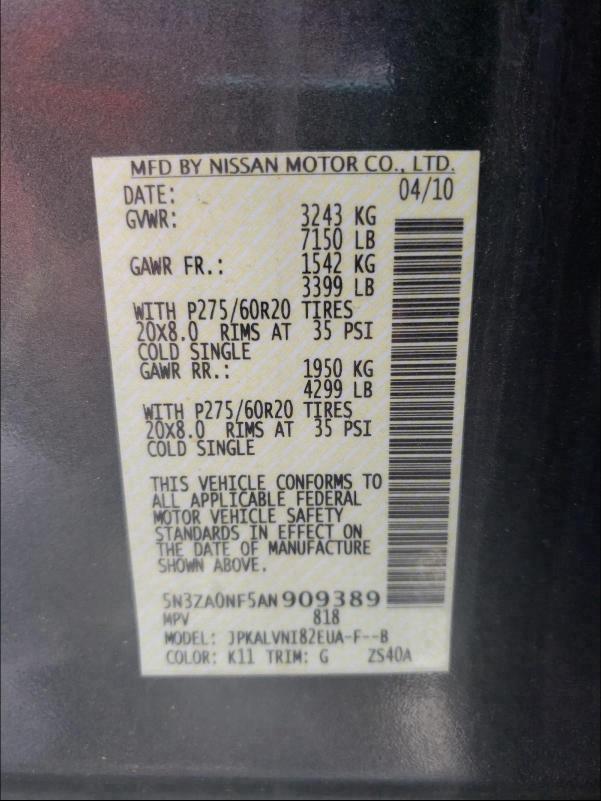 MFD BY NISSAN MOTOR CO., LTD.
DATE: 04/10
GVWR: 3243 KG
7150 LB
GAWR FR.: 1542 KG
3399 LB
WITH P275/60R20 TIRES
20X8.0 RIMS AT 35 PSI
COLD SINGLE
GAWR RR.: 1950 KG
4299 LB
WITH P275/60R20 TIRES
20X8.0 RIMS AT 35 PSI
COLD SINGLE
THIS VEHICLE CONFORMS TO
ALL APPLICABLE FEDERAL
MOTOR VEHICLE SAFETY
STANDARDS IN EFFECT ON
THE DATE OF MANUFACTURE
SHOWN ABOVE.
5N3ZA0NF5AN909389
MPV 818
MODEL: JPKALVNI82EUA-F--B
COLOR: K11 TRIM: G ZS40A